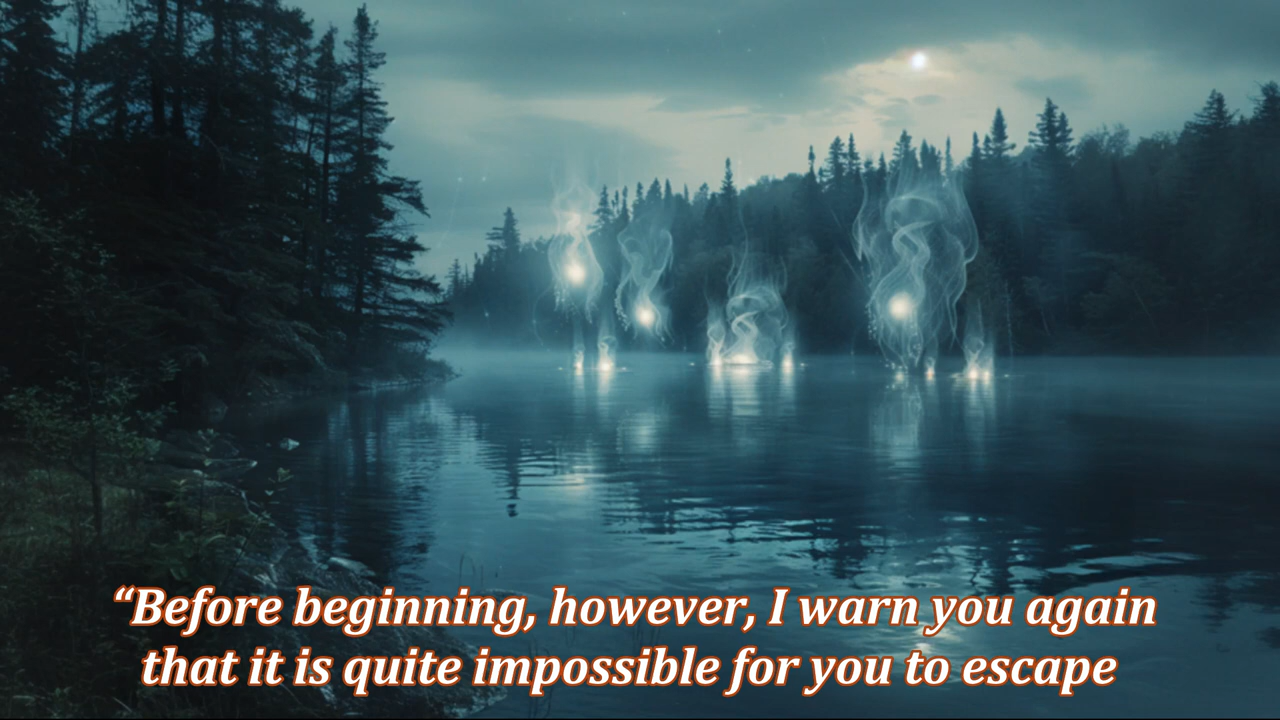 “Before beginning, however, I warn you again
that it is quite impossible for you to escape